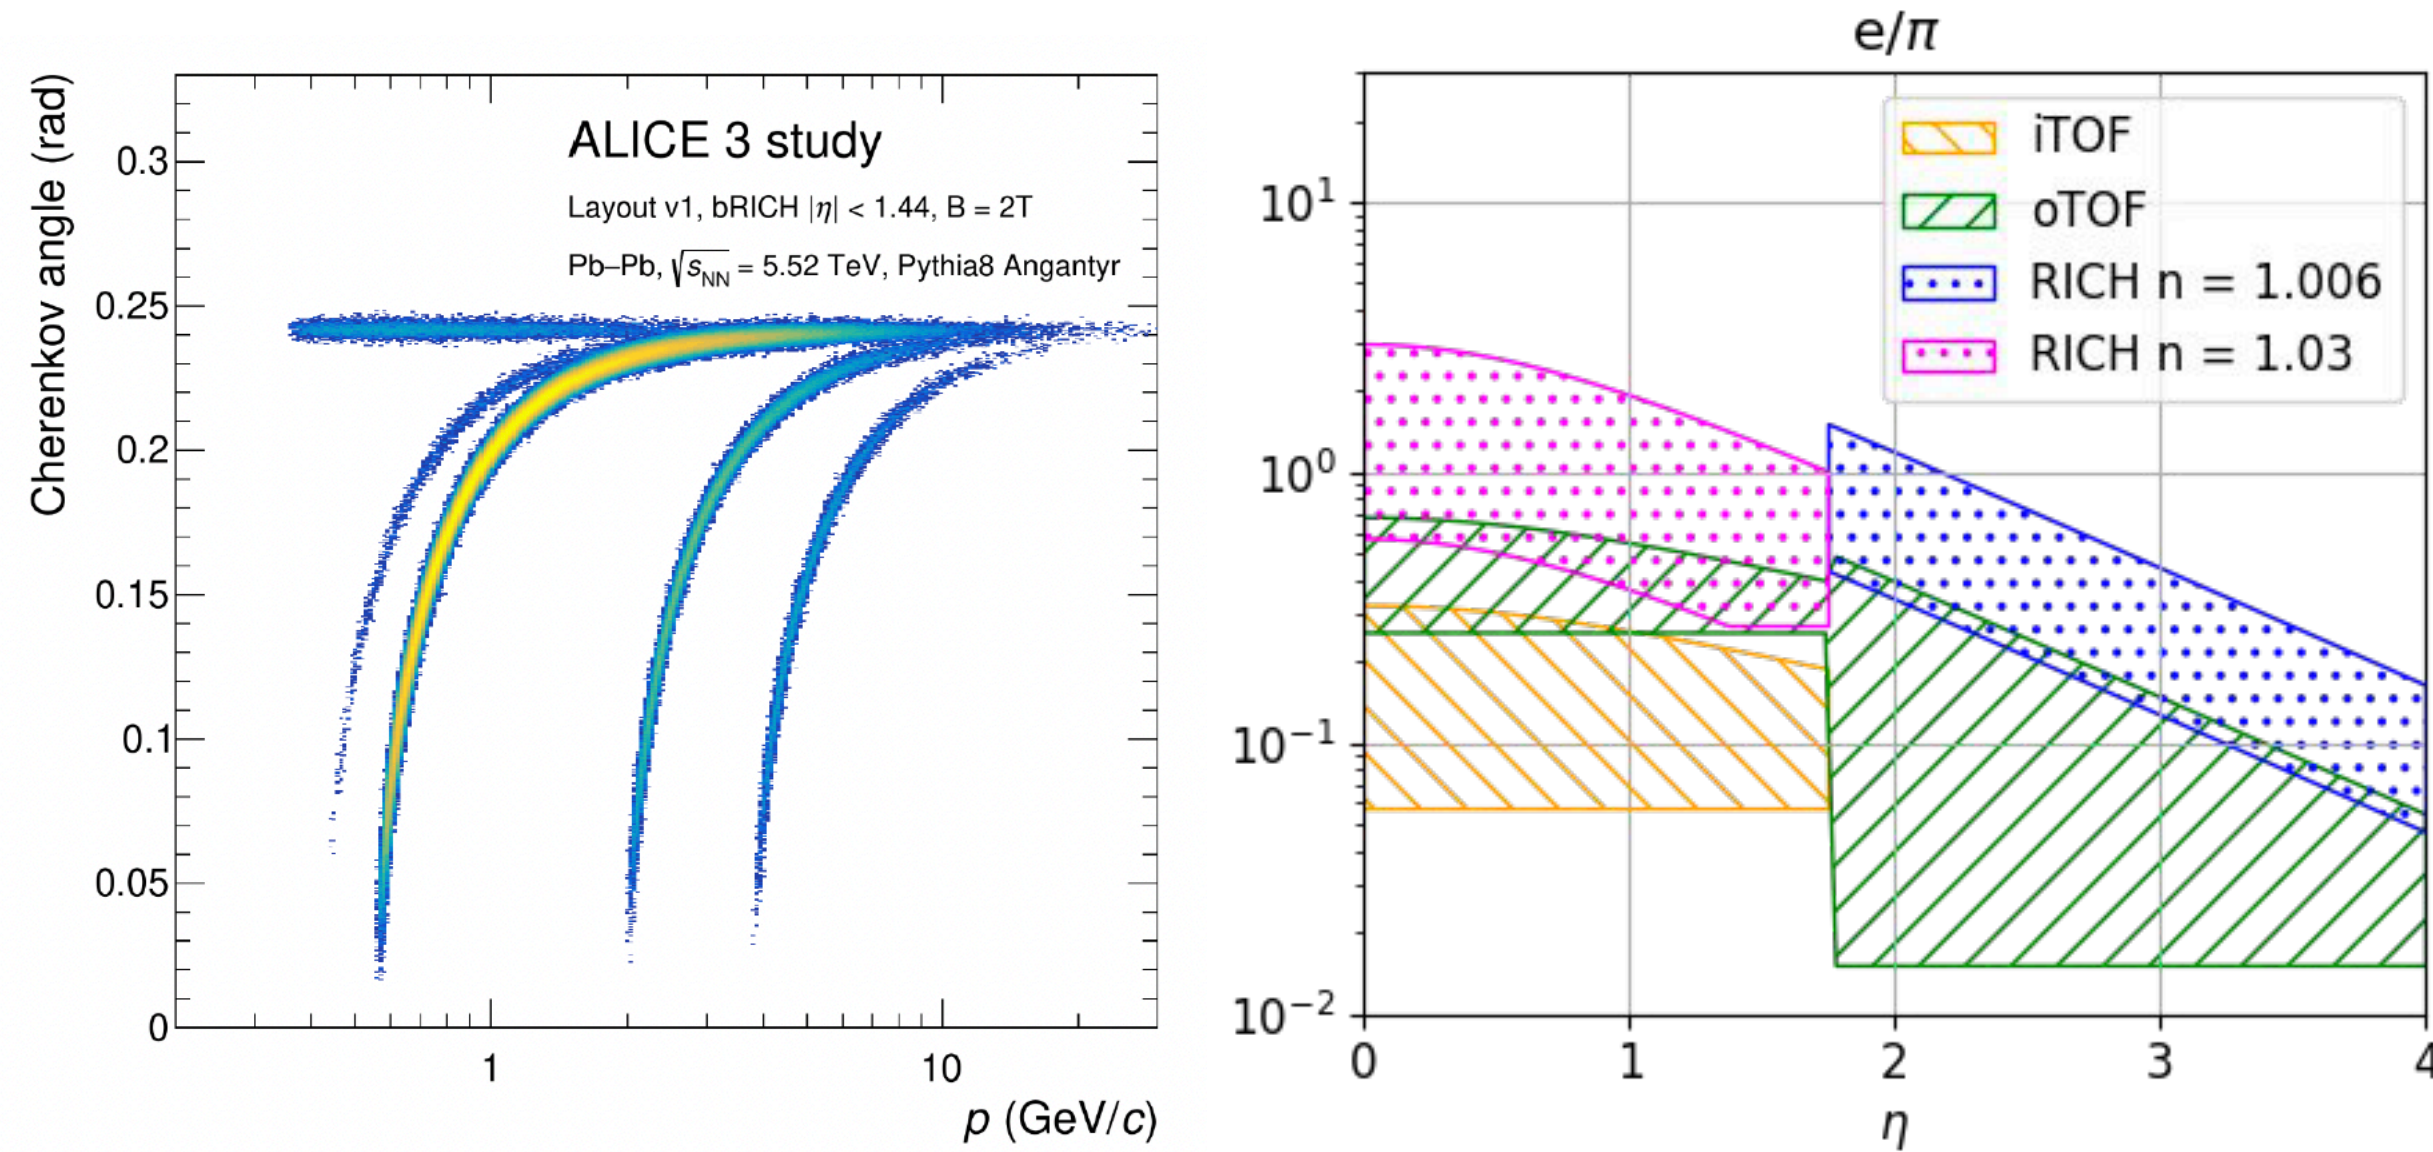 Cherenkov angle (rad)
0.3
0.25
0.2
0.15
0.1
0.05
0
ALICE 3 study
Layout v1, bRICH |η| < 1.44, B = 2T
Pb–Pb, √sNN = 5.52 TeV, Pythia8 Angantyr
1
10
p (GeV/c)
e/π
iTOF
oTOF
RICH n = 1.006
RICH n = 1.03
10¹
10⁰
10⁻¹
10⁻²
0 1 2 3 4
η